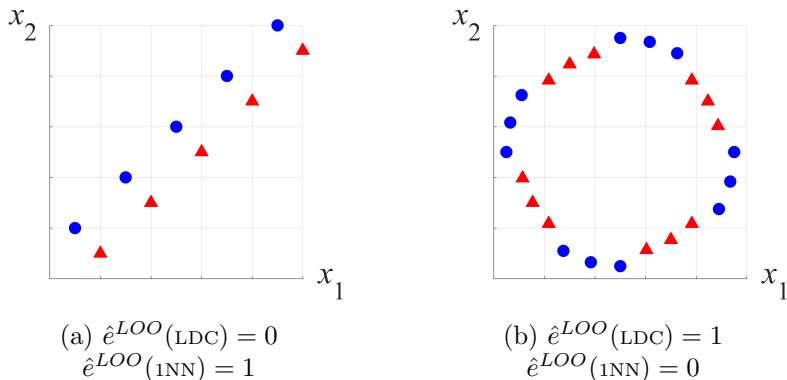 x₂
x₁
(a) ê^{LOO}(LDC) = 0
ê^{LOO}(1NN) = 1
x₂
x₁
(b) ê^{LOO}(LDC) = 1
ê^{LOO}(1NN) = 0